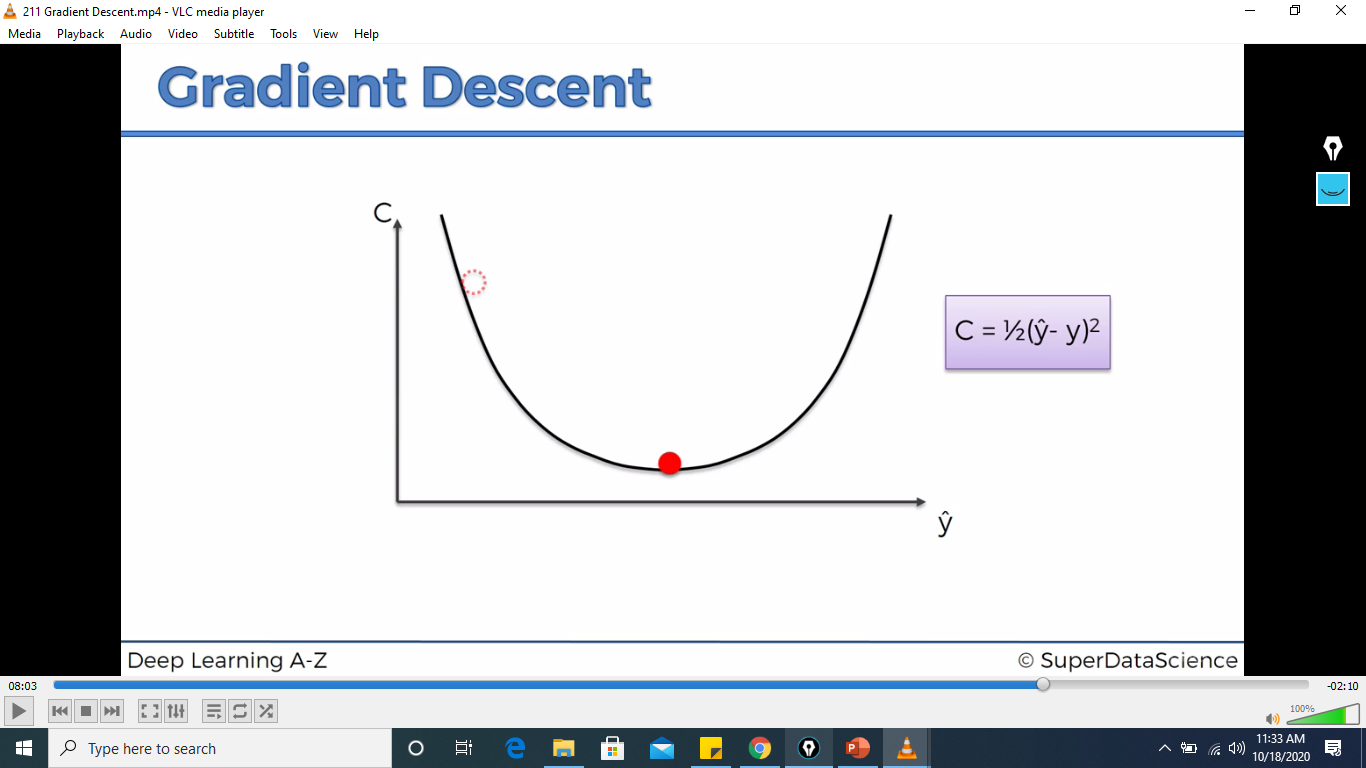 211 Gradient Descent.mp4 - VLC media player
Media Playback Audio Video Subtitle Tools View Help
Gradient Descent
C
C = ½(ŷ- y)²
ŷ
Deep Learning A-Z
© SuperDataScience
08:03
-02:10
100%
Type here to search
11:33 AM
10/18/2020